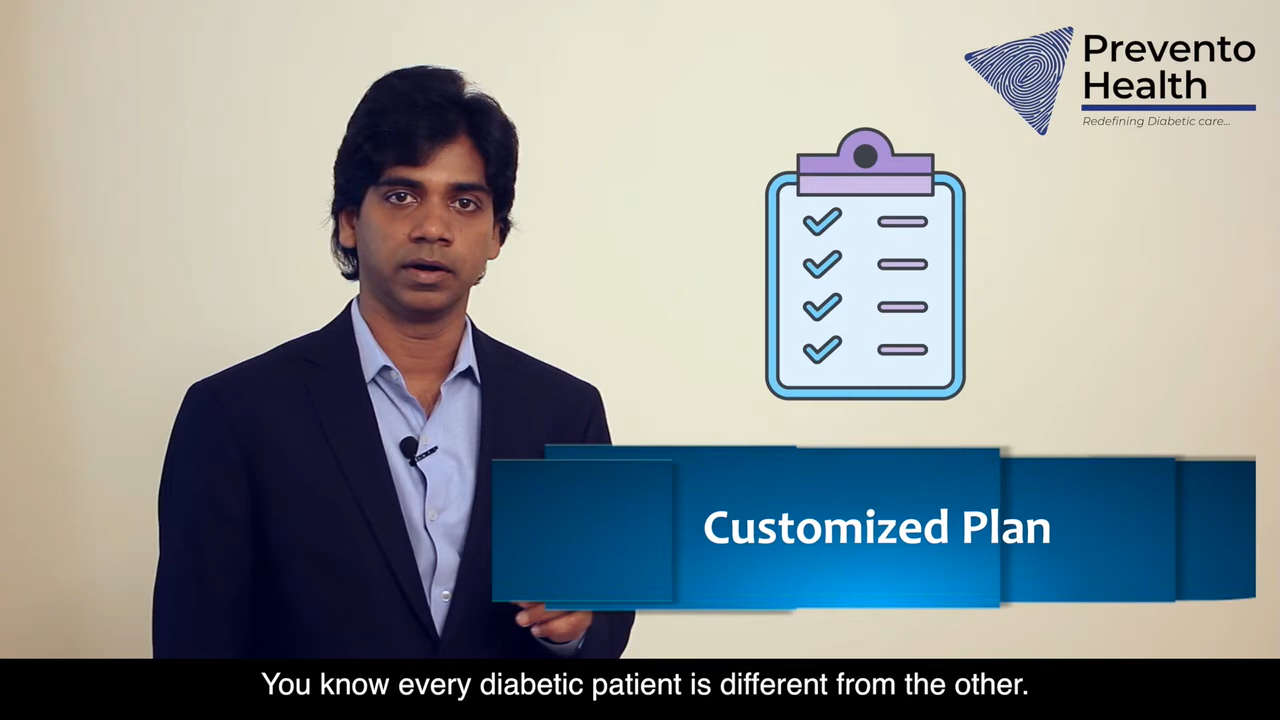 Prevento
Health
Redefining Diabetic care...
Customized Plan
You know every diabetic patient is different from the other.